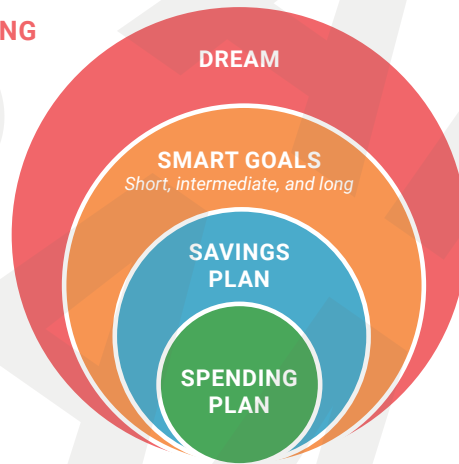 NG
DREAM
SMART GOALS
Short, intermediate, and long
SAVINGS
PLAN
SPENDING
PLAN